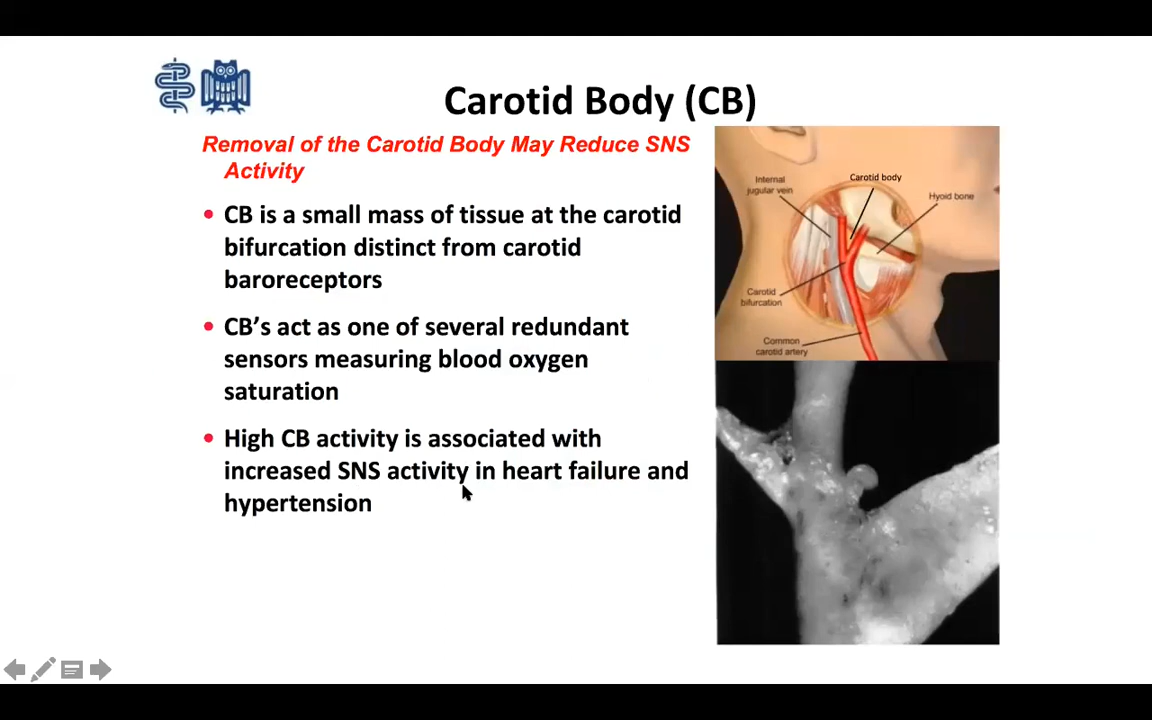 Carotid Body (CB)
Removal of the Carotid Body May Reduce SNS
Activity
• CB is a small mass of tissue at the carotid
bifurcation distinct from carotid
baroreceptors
• CB’s act as one of several redundant
sensors measuring blood oxygen
saturation
• High CB activity is associated with
increased SNS activity in heart failure and
hypertension
Internal
jugular vein
Carotid body
Hyoid bone
Carotid
bifurcation
Common
carotid artery